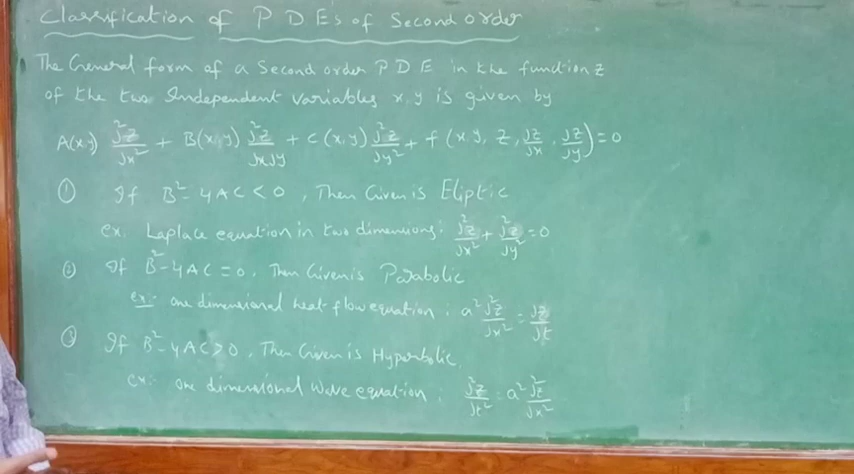 Classification of P D E's of Second order
The General form of a Second order P D E in the function z
of the two Independent variables x, y is given by
A(x,y) ∂²z/∂x² + B(x,y) ∂²z/∂x∂y + C(x,y) ∂²z/∂y² + f(x,y, z, ∂z/∂x, ∂z/∂y) = 0
① If B²-4AC < 0, Then Given is Eliptic
ex: Laplace equation in two dimensions: ∂²z/∂x² + ∂²z/∂y² = 0
② If B²-4AC = 0, Then Given is Parabolic
ex:- one dimensional heat flow equation : a² ∂²z/∂x² = ∂z/∂t
③ If B²-4AC > 0, Then Given is Hyperbolic
ex:- one dimensional Wave equation : ∂²z/∂t² = a² ∂²z/∂x²